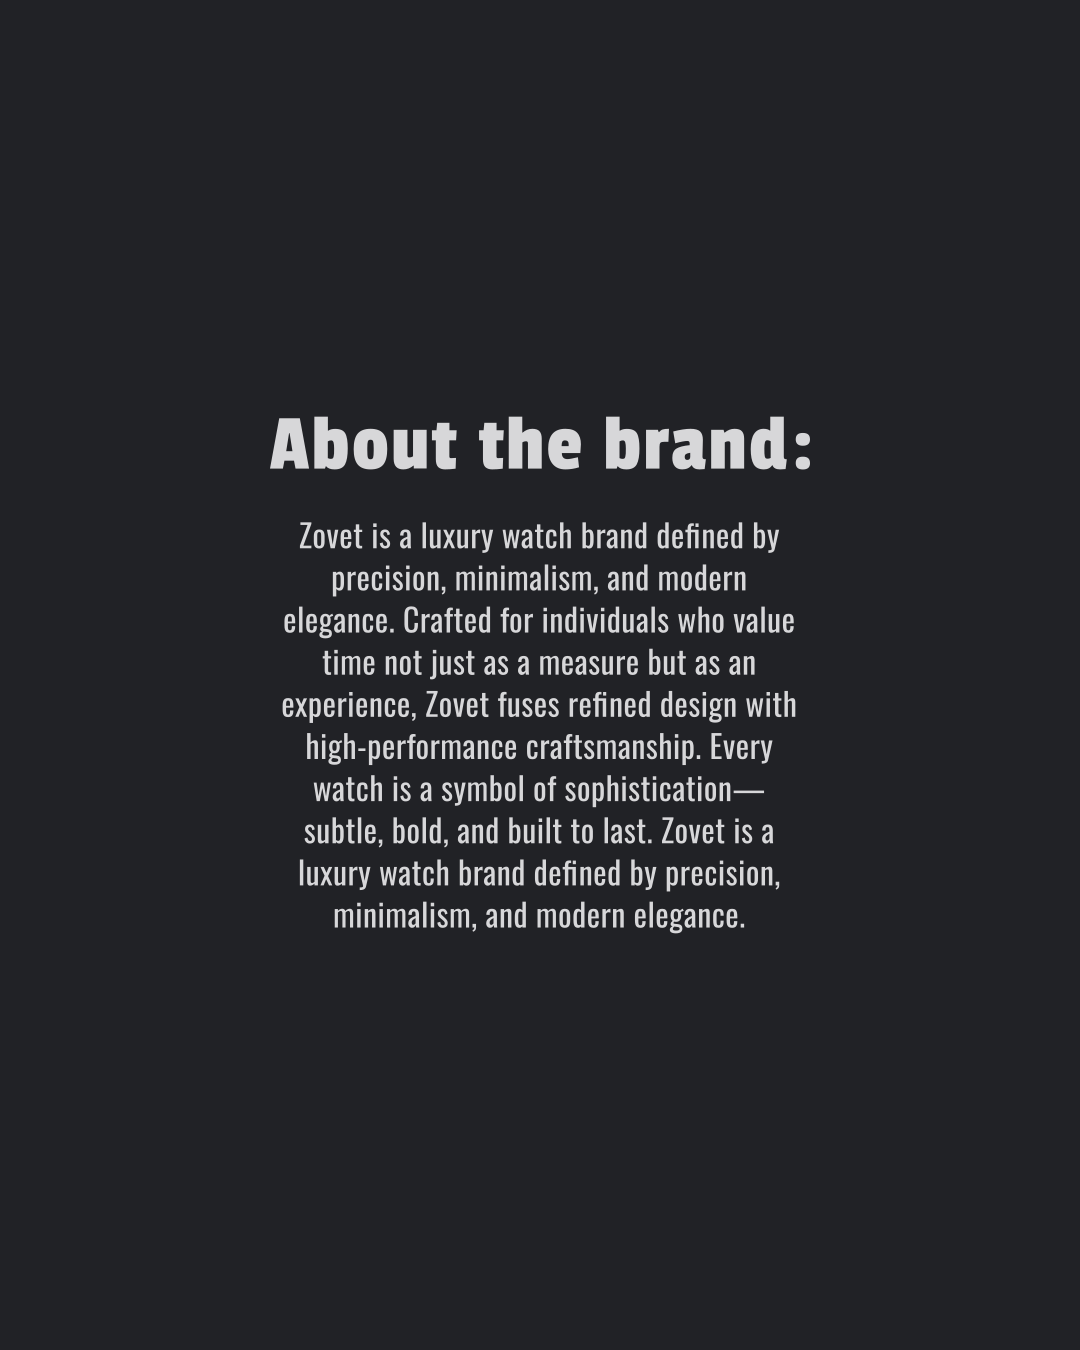 About the brand:
Zovet is a luxury watch brand defined by
precision, minimalism, and modern
elegance. Crafted for individuals who value
time not just as a measure but as an
experience, Zovet fuses refined design with
high-performance craftsmanship. Every
watch is a symbol of sophistication—
subtle, bold, and built to last. Zovet is a
luxury watch brand defined by precision,
minimalism, and modern elegance.